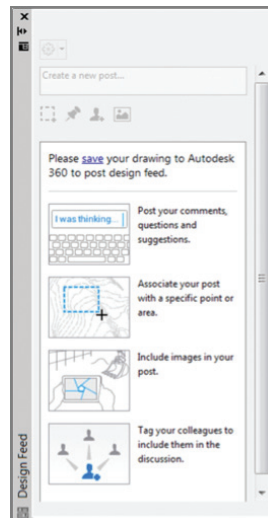 Create a new post...
Please save your drawing to Autodesk
360 to post design feed.
I was thinking...
Post your comments,
questions and
suggestions.
Associate your post
with a specific point or
area.
Include images in your
post.
Tag your colleagues to
include them in the
discussion.
Design Feed